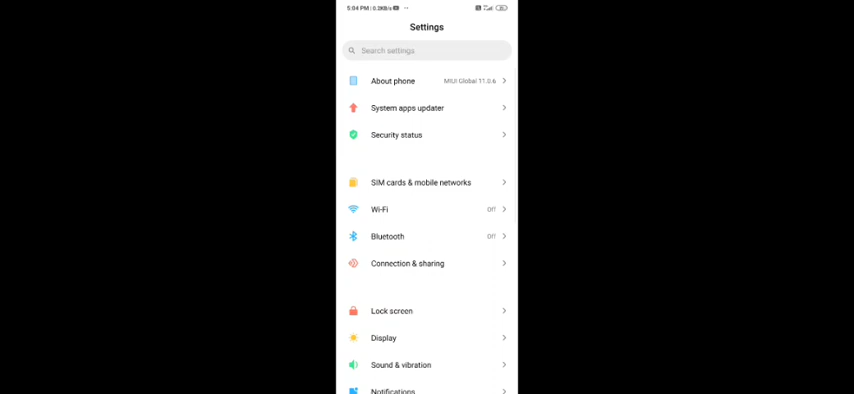 5:04 PM | 0.2KB/s
Settings
Search settings
About phone MIUI Global 11.0.6
System apps updater
Security status
SIM cards & mobile networks
Wi-Fi Off
Bluetooth Off
Connection & sharing
Lock screen
Display
Sound & vibration
Notifications